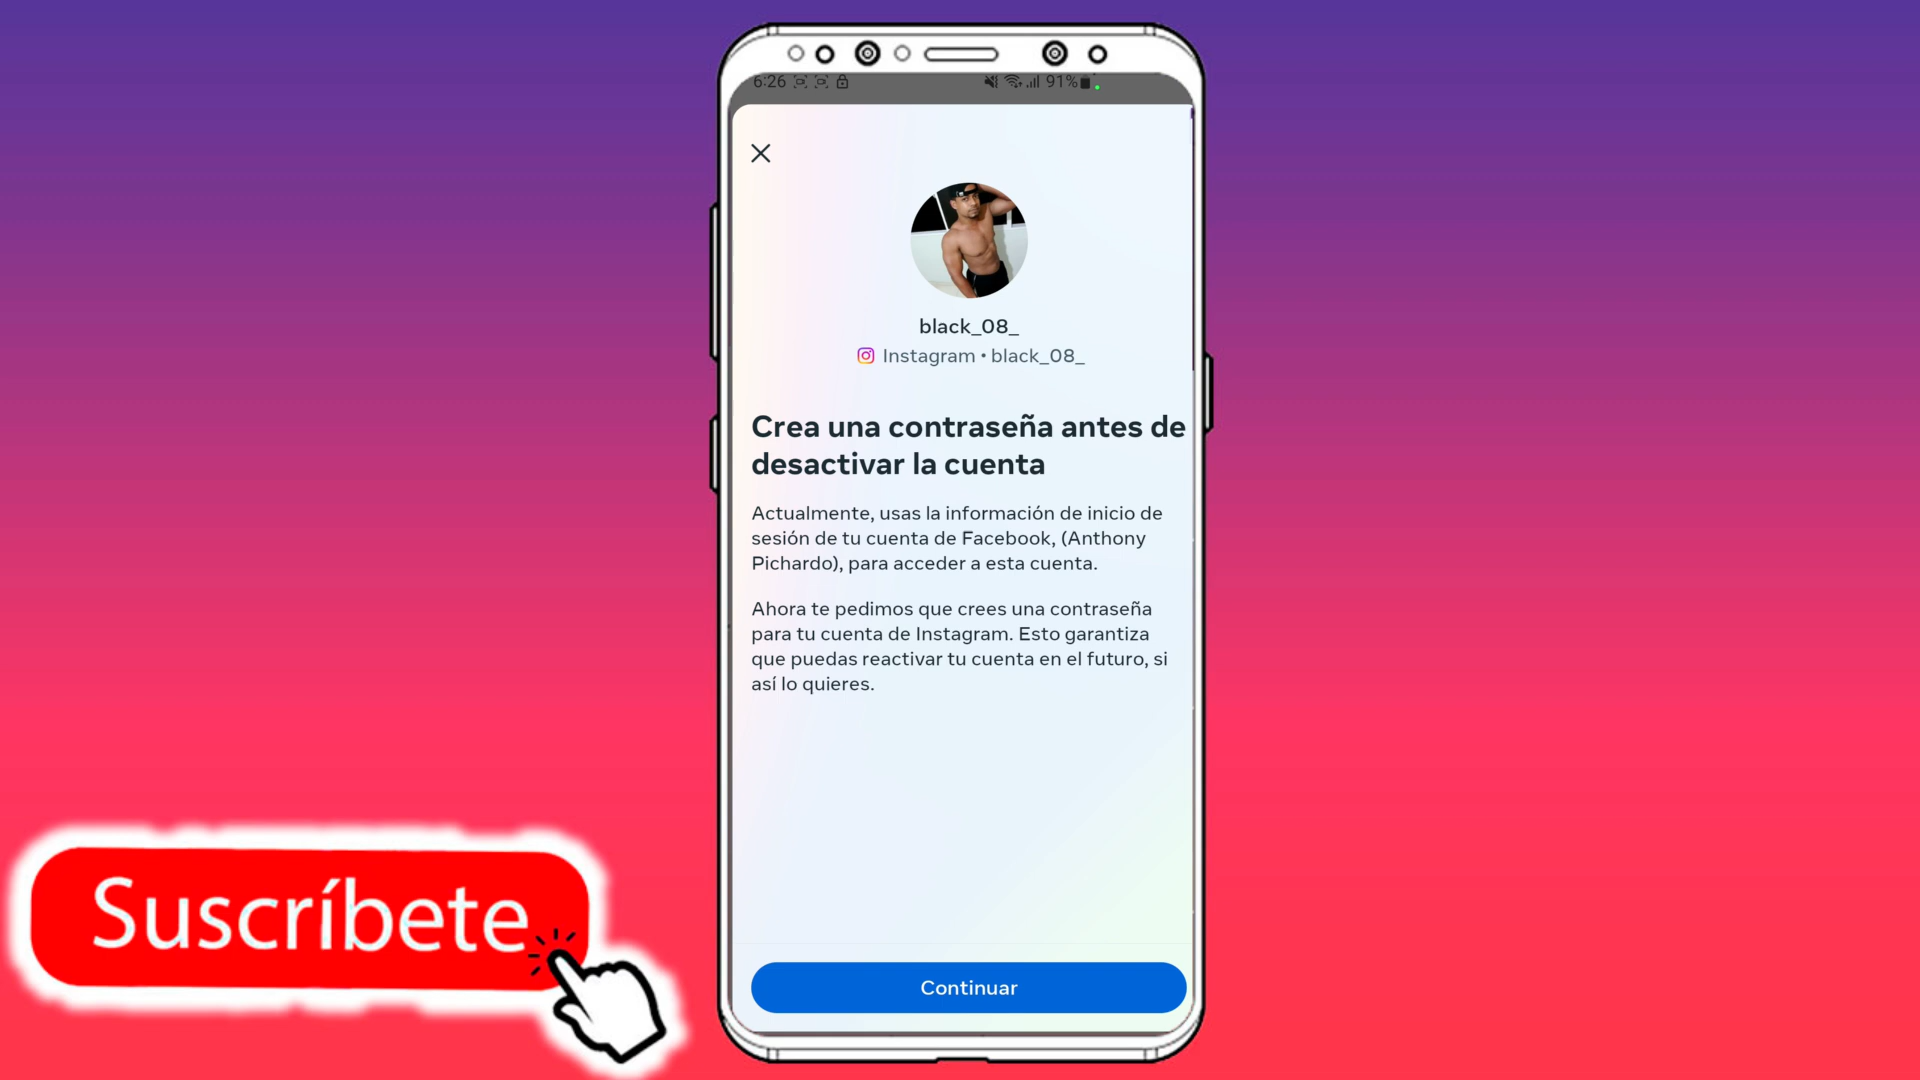 6:26
91%
black_08_
Instagram • black_08_
Crea una contraseña antes de
desactivar la cuenta
Actualmente, usas la información de inicio de
sesión de tu cuenta de Facebook, (Anthony
Pichardo), para acceder a esta cuenta.
Ahora te pedimos que crees una contraseña
para tu cuenta de Instagram. Esto garantiza
que puedas reactivar tu cuenta en el futuro, si
así lo quieres.
Continuar
Suscríbete